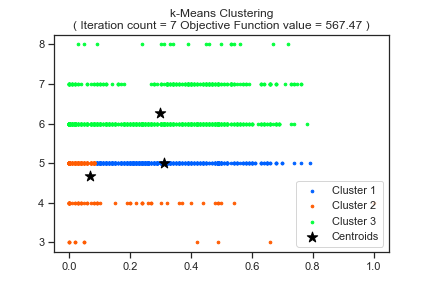 k-Means Clustering
( Iteration count = 7 Objective Function value = 567.47 )
8
7
6
5
4
3
Cluster 1
Cluster 2
Cluster 3
Centroids
0.0 0.2 0.4 0.6 0.8 1.0